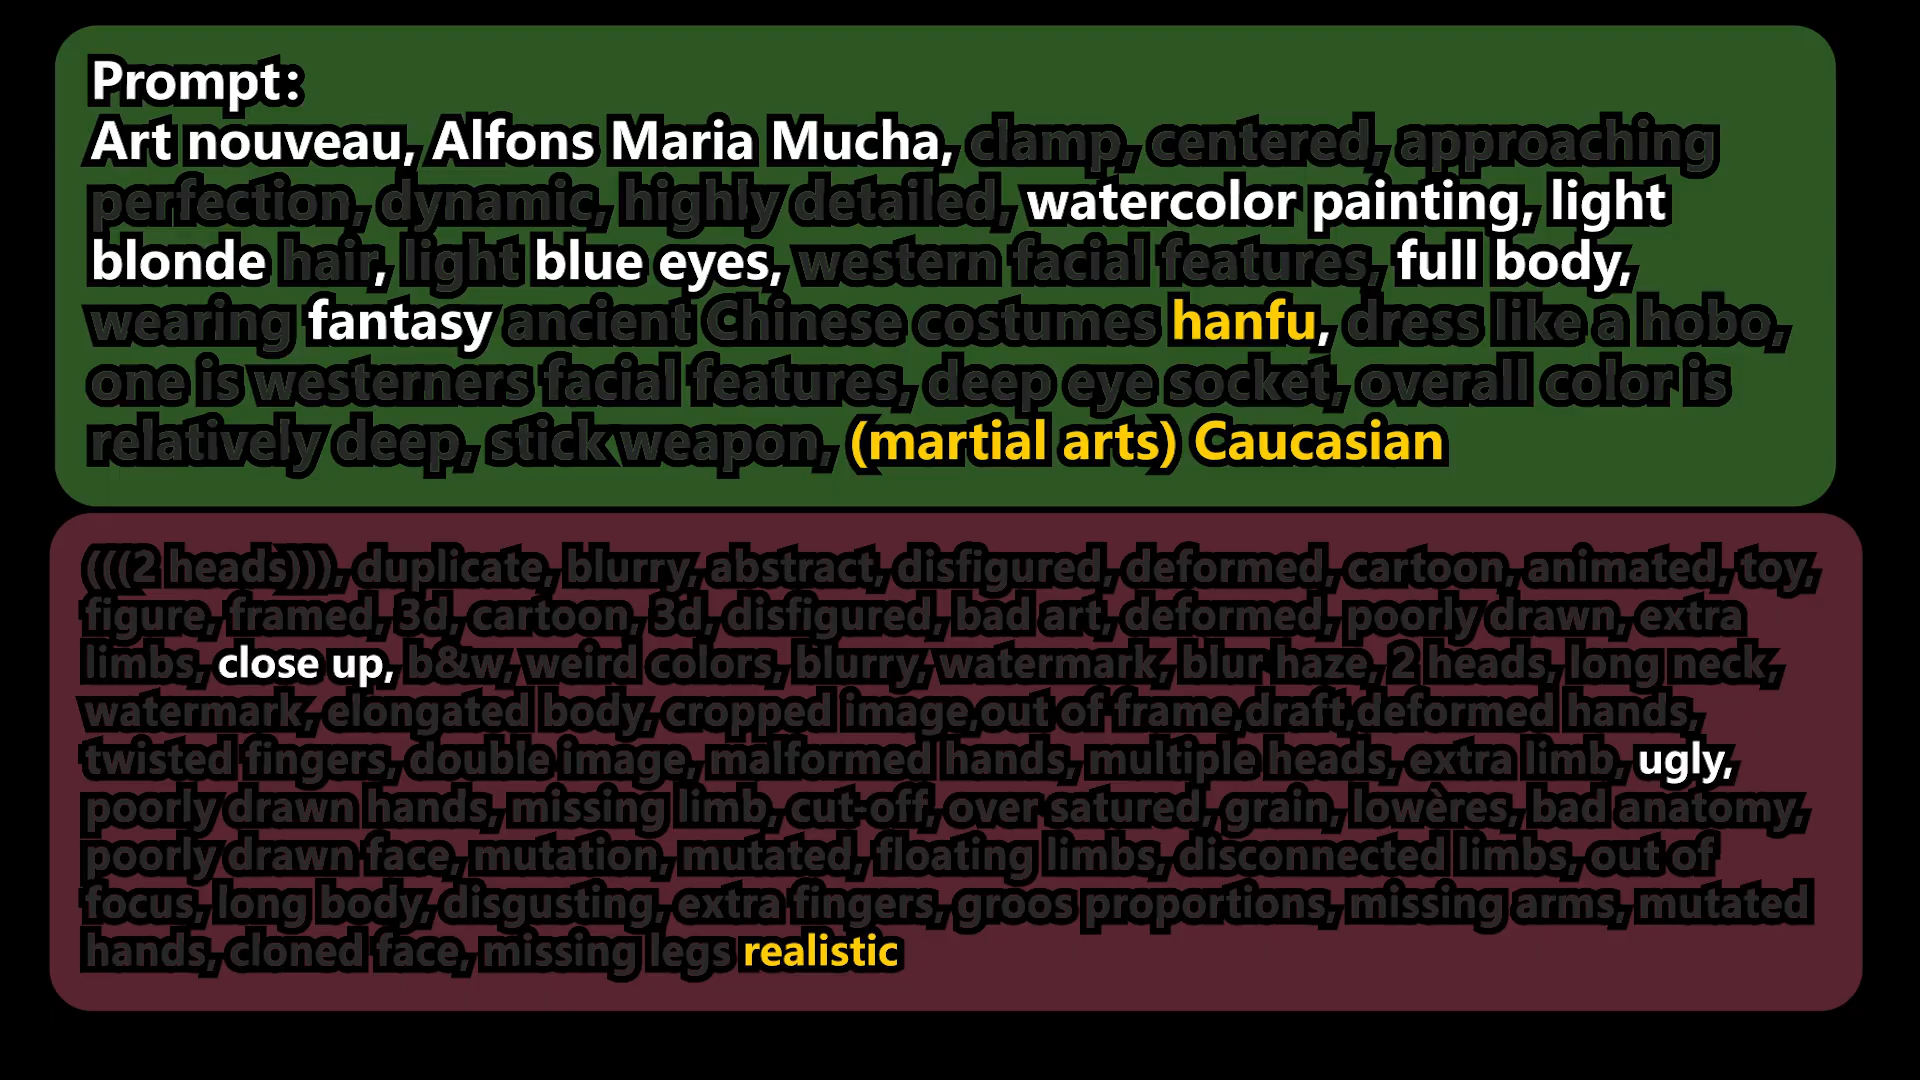 Prompt:
Art nouveau, Alfons Maria Mucha, clamp, centered, approaching
perfection, dynamic, highly detailed, watercolor painting, light
blonde hair, light blue eyes, western facial features, full body,
wearing fantasy ancient Chinese costumes hanfu, dress like a hobo,
one is westerners facial features, deep eye socket, overall color is
relatively deep, stick weapon, (martial arts) Caucasian
(((2 heads))), duplicate, blurry, abstract, disfigured, deformed, cartoon, animated, toy,
figure, framed, 3d, cartoon, 3d, disfigured, bad art, deformed, poorly drawn, extra
limbs, close up, b&w, weird colors, blurry, watermark, blur haze, 2 heads, long neck,
watermark, elongated body, cropped image,out of frame,draft,deformed hands,
twisted fingers, double image, malformed hands, multiple heads, extra limb, ugly,
poorly drawn hands, missing limb, cut-off, over satured, grain, lowères, bad anatomy,
poorly drawn face, mutation, mutated, floating limbs, disconnected limbs, out of
focus, long body, disgusting, extra fingers, groos proportions, missing arms, mutated
hands, cloned face, missing legs realistic